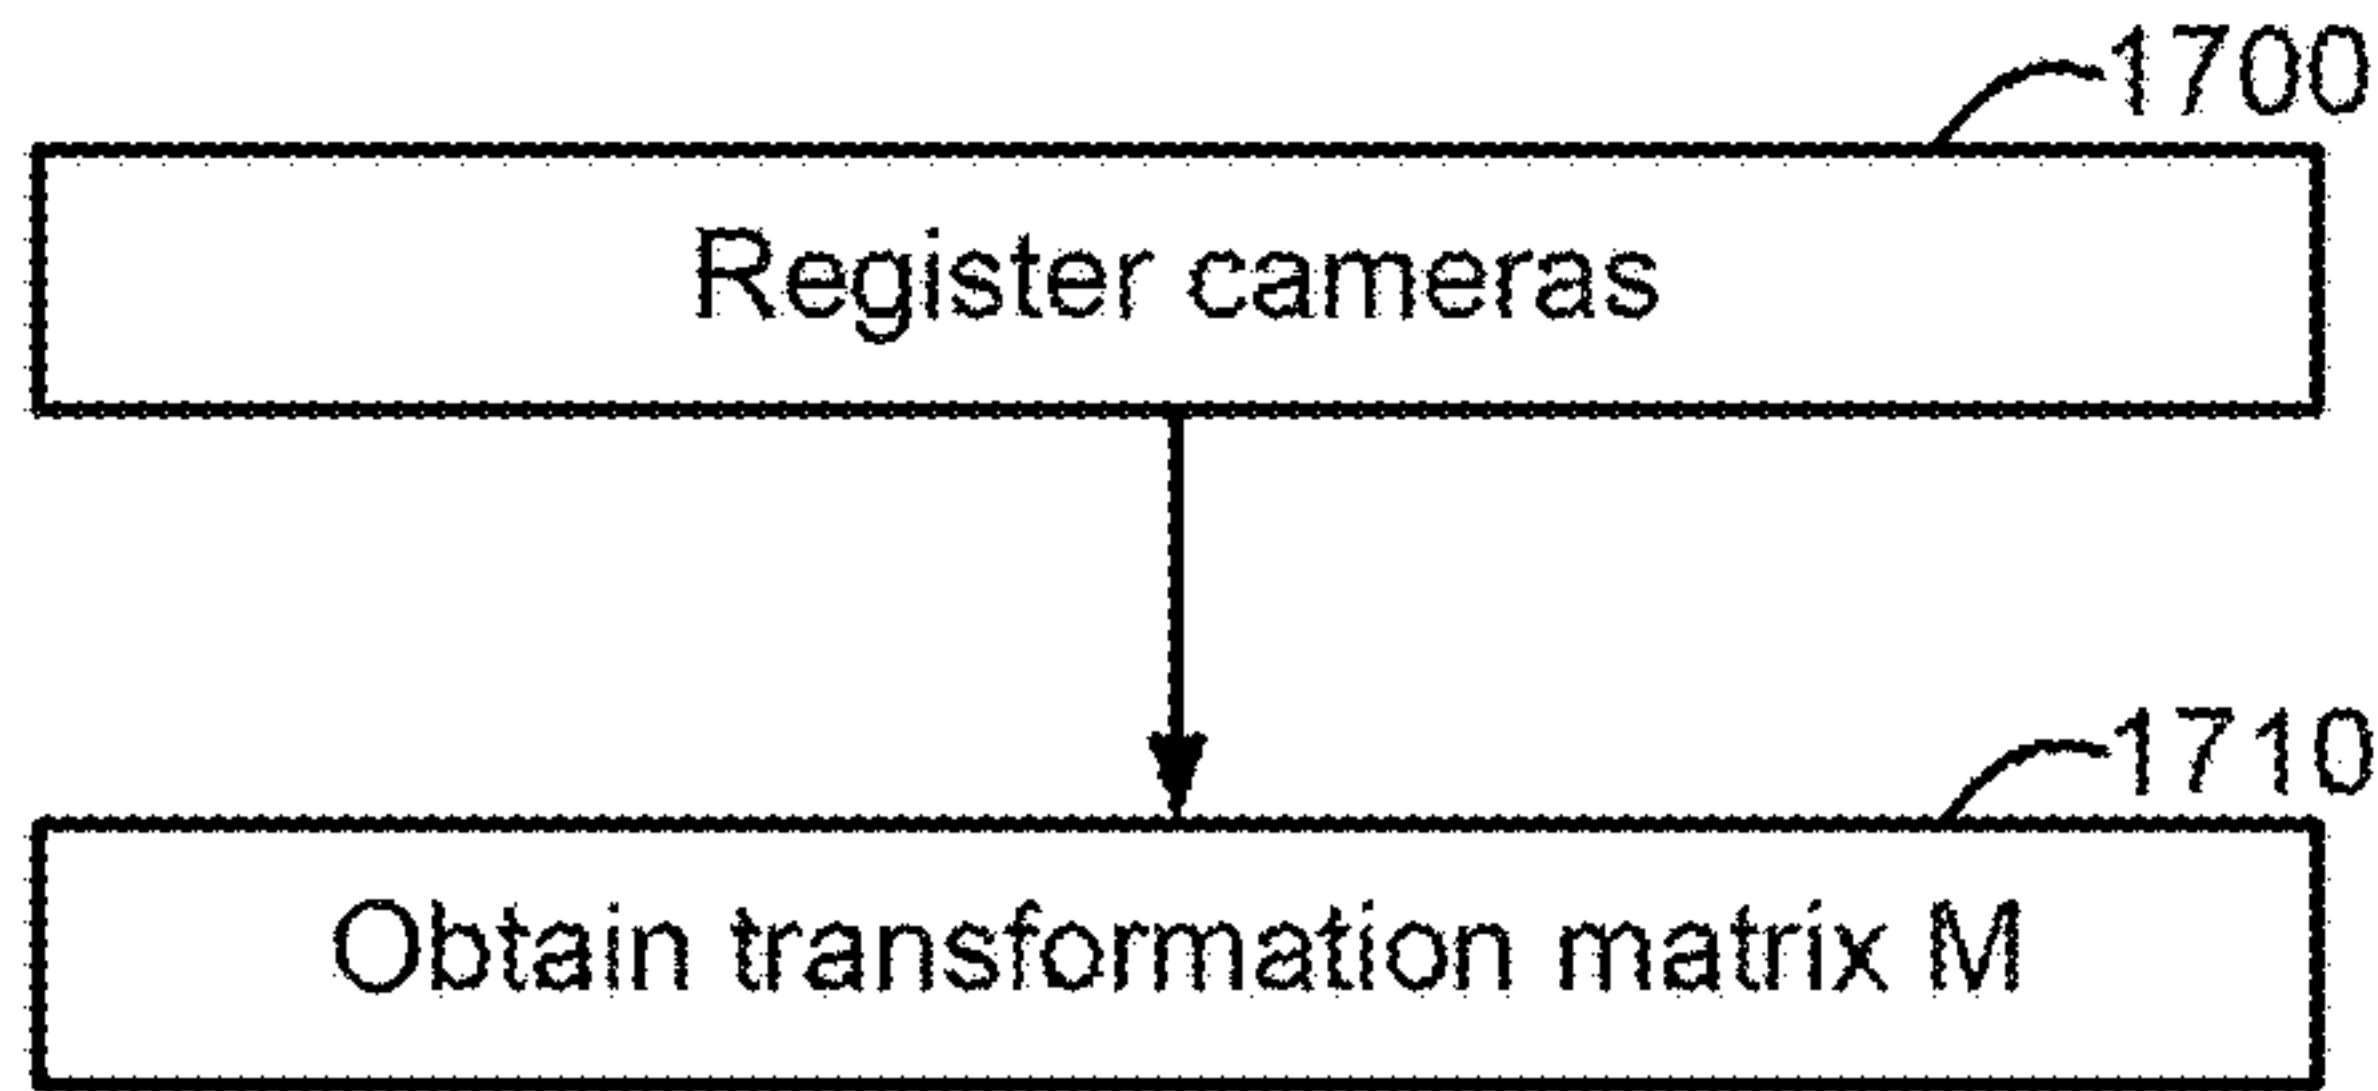 1700
Register cameras
1710
Obtain transformation matrix M